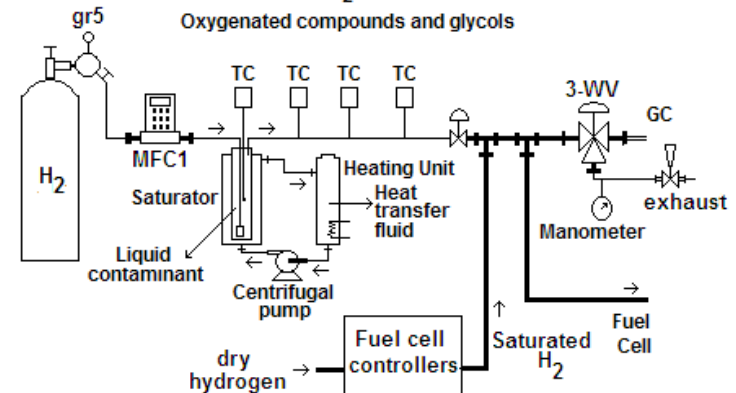 2
Oxygenated compounds and glycols
gr5
TC TC TC TC
3-WV
GC
MFC1
H2
Saturator
Heating Unit
Heat
transfer
fluid
exhaust
Manometer
Liquid
contaminant
Centrifugal
pump
Fuel cell
controllers
Saturated
H2
Fuel
Cell
dry
hydrogen